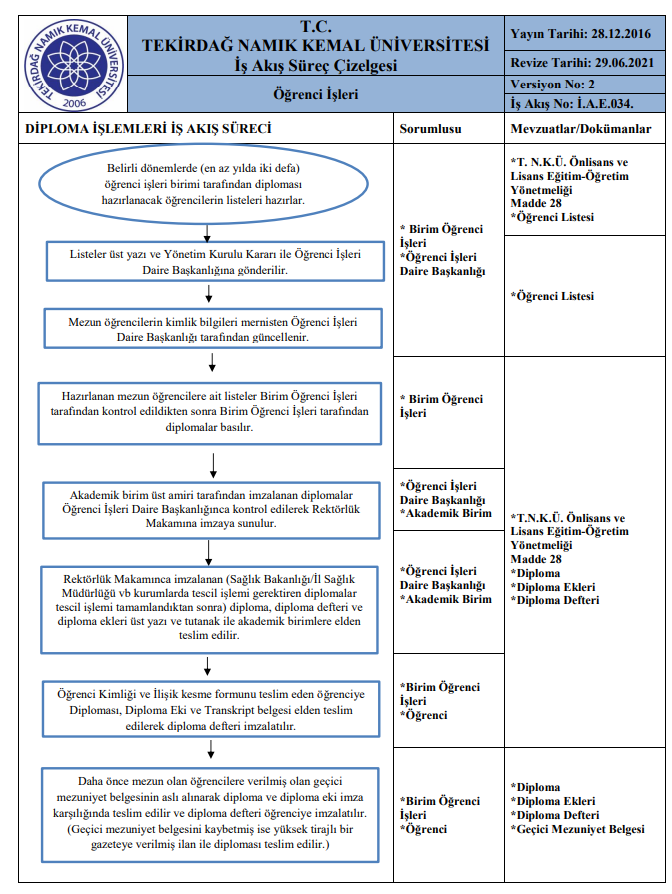 TEKİRDAĞ NAMIK KEMAL ÜNİVERSİTESİ
2006
T.C.
TEKİRDAĞ NAMIK KEMAL ÜNİVERSİTESİ
İş Akış Süreç Çizelgesi
Öğrenci İşleri
Yayın Tarihi: 28.12.2016
Revize Tarihi: 29.06.2021
Versiyon No: 2
İş Akış No: İ.A.E.034.
DİPLOMA İŞLEMLERİ İŞ AKIŞ SÜRECİ
Sorumlusu
Mevzuatlar/Dokümanlar
Belirli dönemlerde (en az yılda iki defa)
öğrenci işleri birimi tarafından diploması
hazırlanacak öğrencilerin listeleri hazırlar.
Listeler üst yazı ve Yönetim Kurulu Kararı ile Öğrenci İşleri
Daire Başkanlığına gönderilir.
Mezun öğrencilerin kimlik bilgileri mernisten Öğrenci İşleri
Daire Başkanlığı tarafından güncellenir.
* Birim Öğrenci
İşleri
*Öğrenci İşleri
Daire Başkanlığı
*T. N.K.Ü. Önlisans ve
Lisans Eğitim-Öğretim
Yönetmeliği
Madde 28
*Öğrenci Listesi
*Öğrenci Listesi
Hazırlanan mezun öğrencilere ait listeler Birim Öğrenci İşleri
tarafından kontrol edildikten sonra Birim Öğrenci İşleri tarafından
diplomalar basılır.
* Birim Öğrenci
İşleri
Akademik birim üst amiri tarafından imzalanan diplomalar
Öğrenci İşleri Daire Başkanlığınca kontrol edilerek Rektörlük
Makamına imzaya sunulur.
*Öğrenci İşleri
Daire Başkanlığı
*Akademik Birim
Rektörlük Makamınca imzalanan (Sağlık Bakanlığı/İl Sağlık
Müdürlüğü vb kurumlarda tescil işlemi gerektiren diplomalar
tescil işlemi tamamlandıktan sonra) diploma, diploma defteri ve
diploma ekleri üst yazı ve tutanak ile akademik birimlere elden
teslim edilir.
*Öğrenci İşleri
Daire Başkanlığı
*Akademik Birim
*T.N.K.Ü. Önlisans ve
Lisans Eğitim-Öğretim
Yönetmeliği
Madde 28
*Diploma
*Diploma Ekleri
*Diploma Defteri
Öğrenci Kimliği ve İlişik kesme formunu teslim eden öğrenciye
Diploması, Diploma Eki ve Transkript belgesi elden teslim
edilerek diploma defteri imzalatılır.
*Birim Öğrenci
İşleri
*Öğrenci
Daha önce mezun olan öğrencilere verilmiş olan geçici
mezuniyet belgesinin aslı alınarak diploma ve diploma eki imza
karşılığında teslim edilir ve diploma defteri öğrenciye imzalatılır.
(Geçici mezuniyet belgesini kaybetmiş ise yüksek tirajlı bir
gazeteye verilmiş ilan ile diploması teslim edilir.)
*Birim Öğrenci
İşleri
*Öğrenci
*Diploma
*Diploma Ekleri
*Diploma Defteri
*Geçici Mezuniyet Belgesi